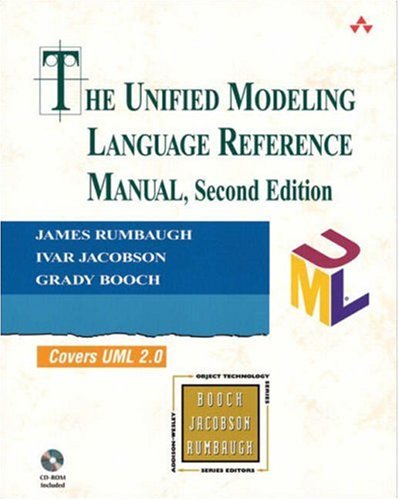 THE UNIFIED MODELING
LANGUAGE REFERENCE
MANUAL, Second Edition
JAMES RUMBAUGH
IVAR JACOBSON
GRADY BOOCH
UML
Covers UML 2.0
OBJECT TECHNOLOGY
SERIES
ADDISON-WESLEY
BOOCH
JACOBSON
RUMBAUGH
SERIES EDITORS
CD-ROM
Included